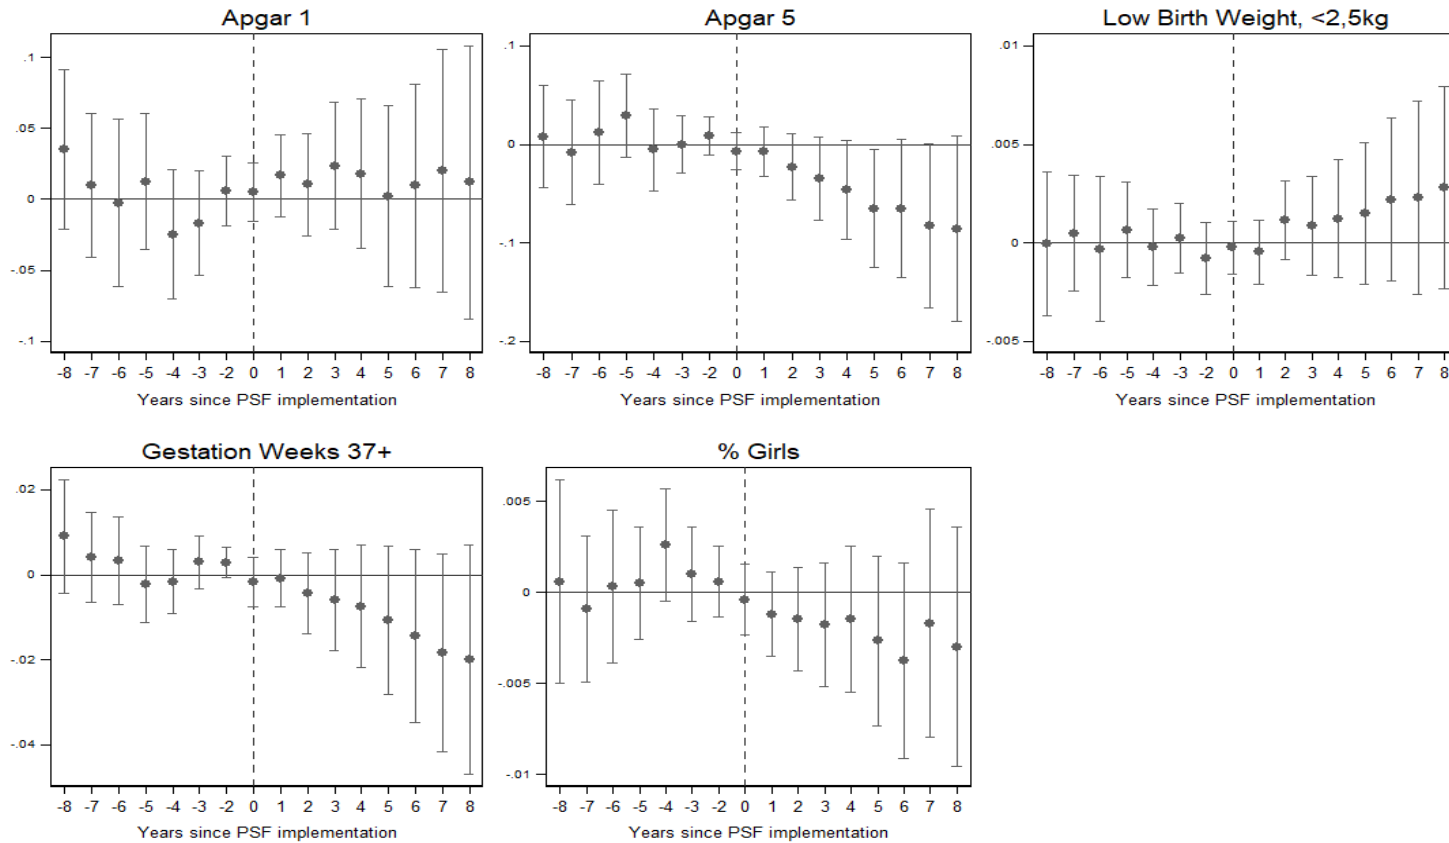 Apgar 1
.1
.05
0
-.05
-.1
-8 -7 -6 -5 -4 -3 -2 0 1 2 3 4 5 6 7 8
Years since PSF implementation
Apgar 5
.1
0
-.1
-.2
-8 -7 -6 -5 -4 -3 -2 0 1 2 3 4 5 6 7 8
Years since PSF implementation
Low Birth Weight, <2,5kg
.01
.005
0
-.005
-8 -7 -6 -5 -4 -3 -2 0 1 2 3 4 5 6 7 8
Years since PSF implementation
Gestation Weeks 37+
.02
0
-.02
-.04
-8 -7 -6 -5 -4 -3 -2 0 1 2 3 4 5 6 7 8
Years since PSF implementation
% Girls
.005
0
-.005
-.01
-8 -7 -6 -5 -4 -3 -2 0 1 2 3 4 5 6 7 8
Years since PSF implementation